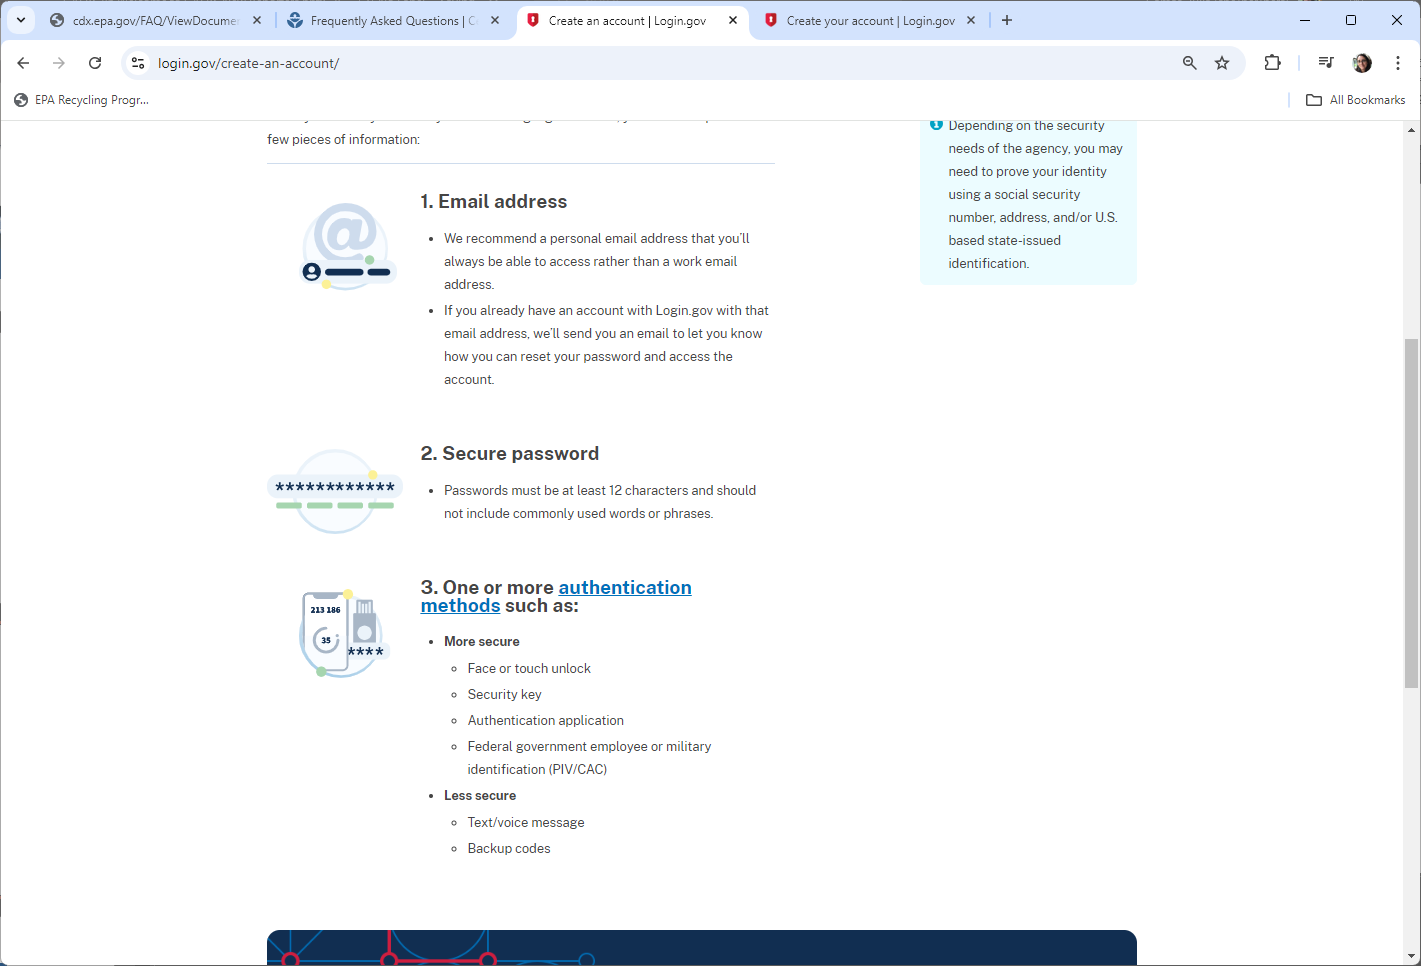 cdx.epa.gov/FAQ/ViewDocume
Frequently Asked Questions | C
Create an account | Login.gov
Create your account | Login.gov
login.gov/create-an-account/
EPA Recycling Progr...
All Bookmarks
few pieces of information:
1. Email address
• We recommend a personal email address that you’ll
always be able to access rather than a work email
address.
• If you already have an account with Login.gov with that
email address, we’ll send you an email to let you know
how you can reset your password and access the
account.
************
2. Secure password
• Passwords must be at least 12 characters and should
not include commonly used words or phrases.
213 186
35
****
3. One or more authentication
methods such as:
• More secure
◦ Face or touch unlock
◦ Security key
◦ Authentication application
◦ Federal government employee or military
identification (PIV/CAC)
• Less secure
◦ Text/voice message
◦ Backup codes
Depending on the security
needs of the agency, you may
need to prove your identity
using a social security
number, address, and/or U.S.
based state-issued
identification.